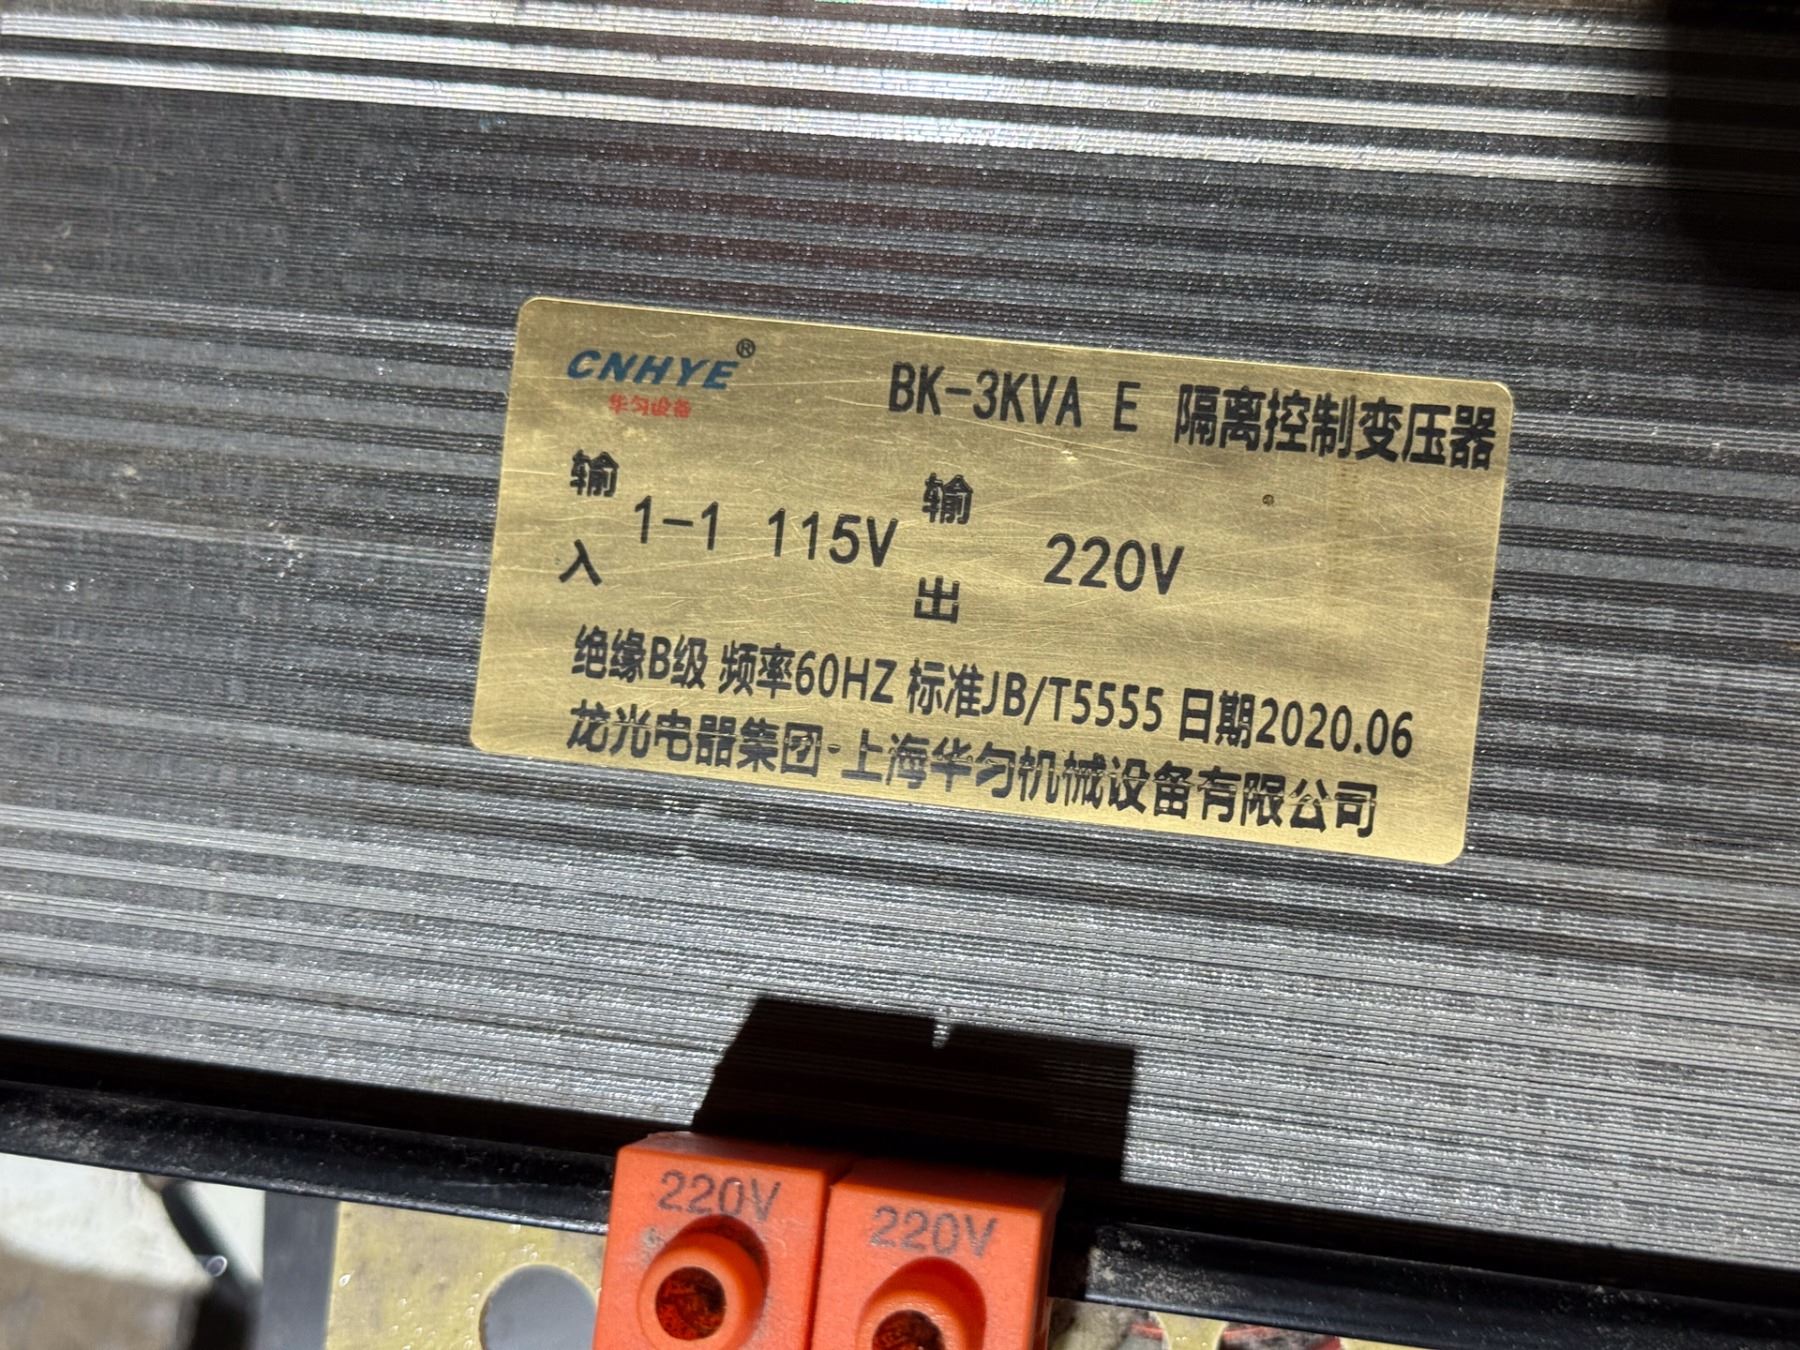 CNHYE®
华匀设备
BK-3KVA E 隔离控制变压器
输入 1-1 115V 输出 220V
绝缘B级 频率60HZ 标准JB/T5555 日期2020.06
龙光电器集团·上海华匀机械设备有限公司
220V
220V